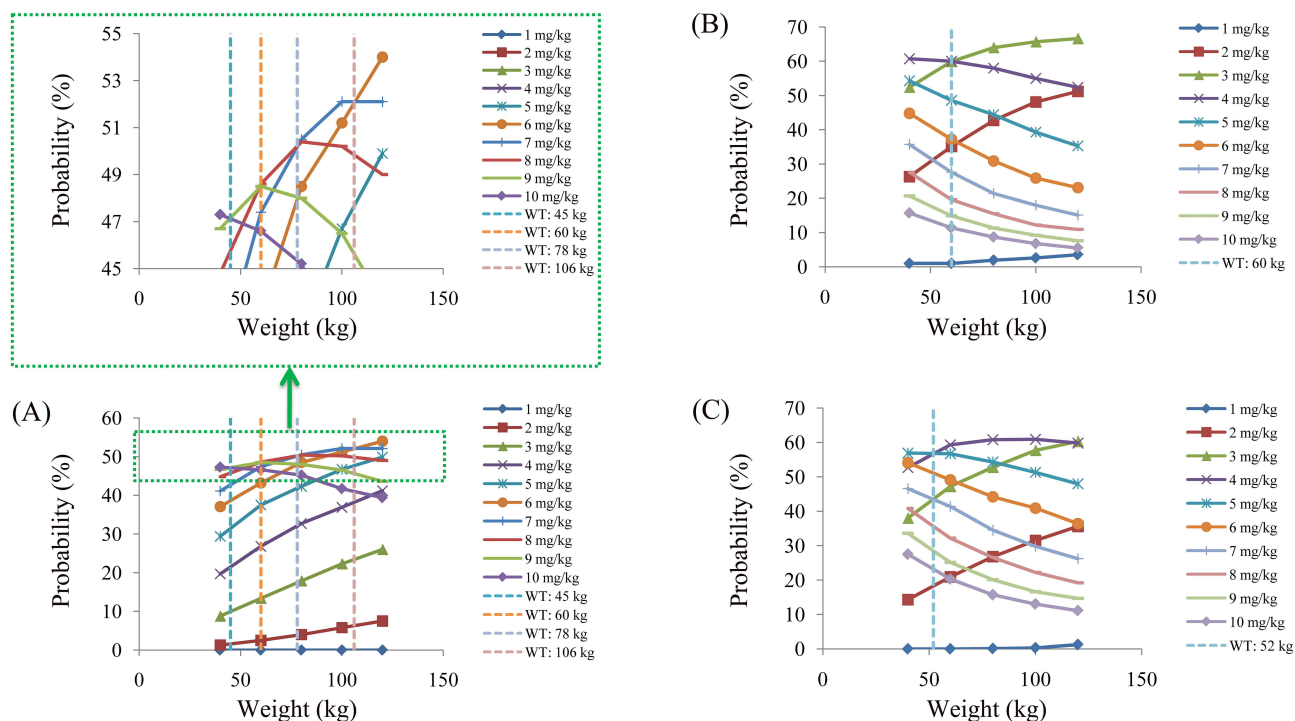 55
53
51
49
47
45
0
50
100
150
Probability (%)
Weight (kg)
1 mg/kg
2 mg/kg
3 mg/kg
4 mg/kg
5 mg/kg
6 mg/kg
7 mg/kg
8 mg/kg
9 mg/kg
10 mg/kg
WT: 45 kg
WT: 60 kg
WT: 78 kg
WT: 106 kg
(B)
70
60
50
40
30
20
10
0
0
50
100
150
Probability (%)
Weight (kg)
1 mg/kg
2 mg/kg
3 mg/kg
4 mg/kg
5 mg/kg
6 mg/kg
7 mg/kg
8 mg/kg
9 mg/kg
10 mg/kg
WT: 60 kg
(A)
60
50
40
30
20
10
0
0
50
100
150
Probability (%)
Weight (kg)
1 mg/kg
2 mg/kg
3 mg/kg
4 mg/kg
5 mg/kg
6 mg/kg
7 mg/kg
8 mg/kg
9 mg/kg
10 mg/kg
WT: 45 kg
WT: 60 kg
WT: 78 kg
WT: 106 kg
(C)
70
60
50
40
30
20
10
0
0
50
100
150
Probability (%)
Weight (kg)
1 mg/kg
2 mg/kg
3 mg/kg
4 mg/kg
5 mg/kg
6 mg/kg
7 mg/kg
8 mg/kg
9 mg/kg
10 mg/kg
WT: 52 kg